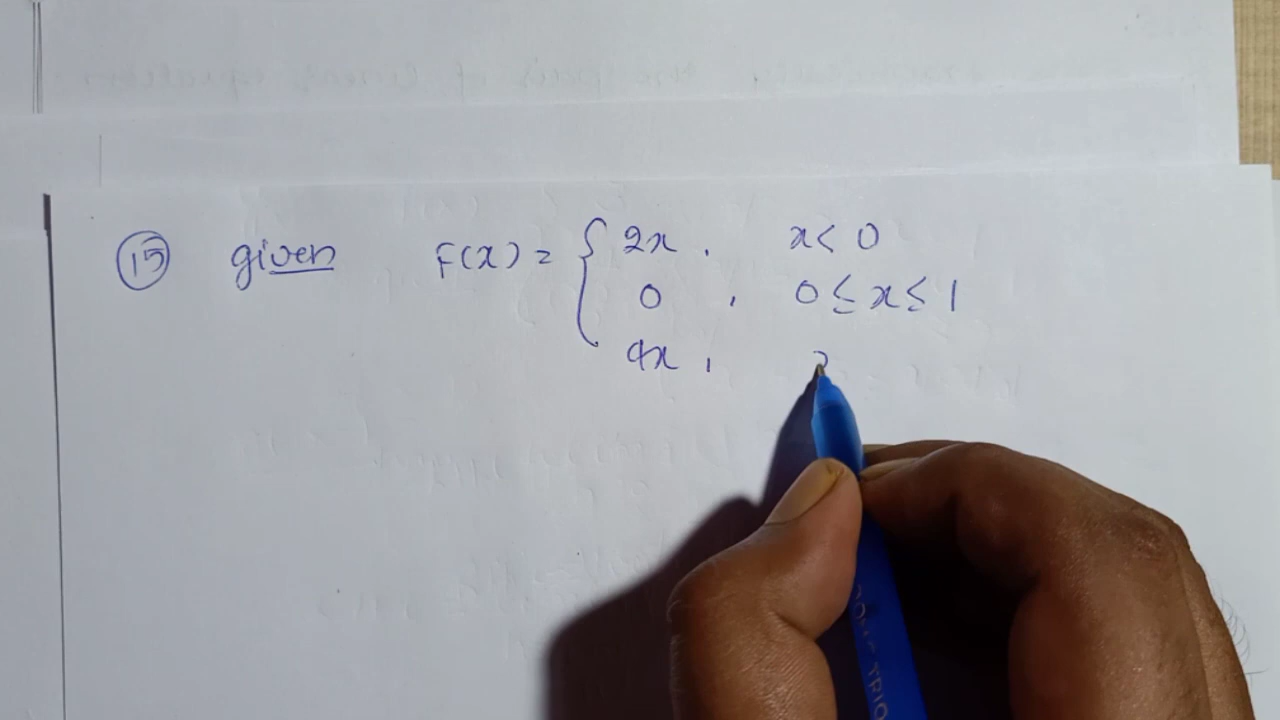 15 given F(x) = { 2x , x < 0
0 , 0 ≤ x ≤ 1
4x ,